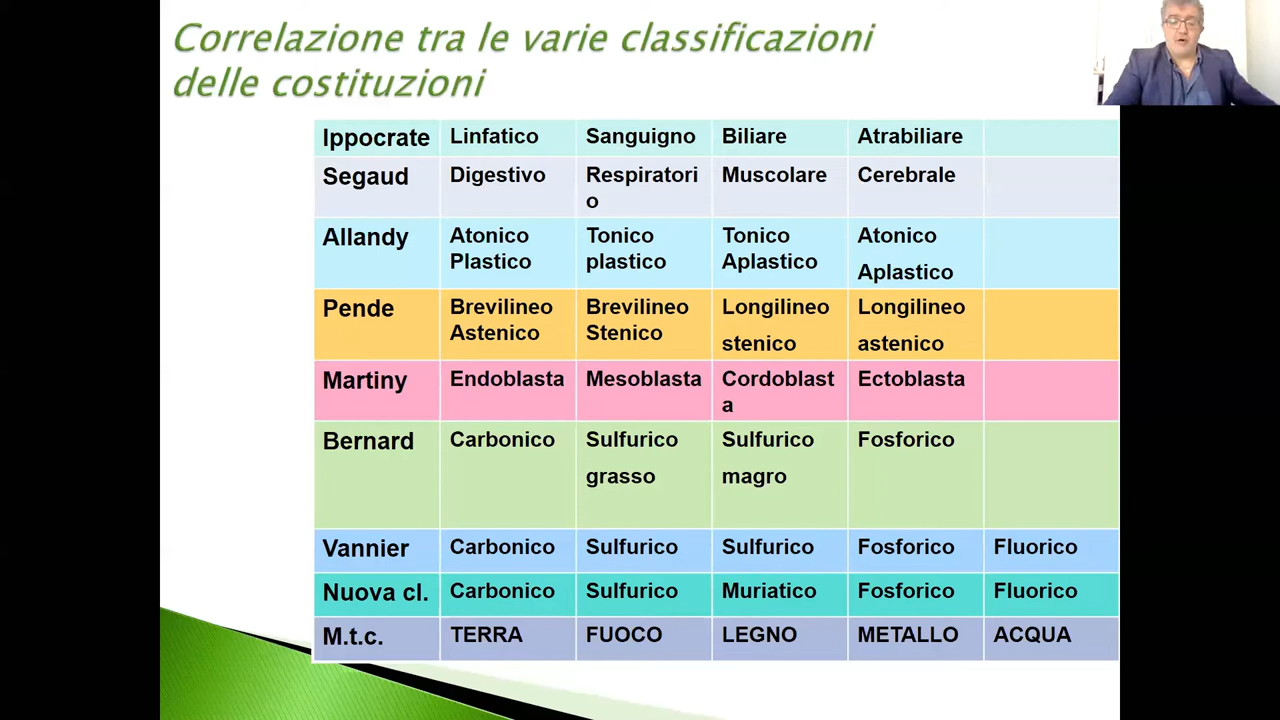 Correlazione tra le varie classificazioni
delle costituzioni
Ippocrate Linfatico Sanguigno Biliare Atrabiliare
Segaud Digestivo Respiratori Muscolare Cerebrale
o
Allandy Atonico Tonico Tonico Atonico
Plastico plastico Aplastico Aplastico
Pende Brevilineo Brevilineo Longilineo Longilineo
Astenico Stenico stenico astenico
Martiny Endoblasta Mesoblasta Cordoblast Ectoblasta
a
Bernard Carbonico Sulfurico Sulfurico Fosforico
grasso magro
Vannier Carbonico Sulfurico Sulfurico Fosforico Fluorico
Nuova cl. Carbonico Sulfurico Muriatico Fosforico Fluorico
M.t.c. TERRA FUOCO LEGNO METALLO ACQUA